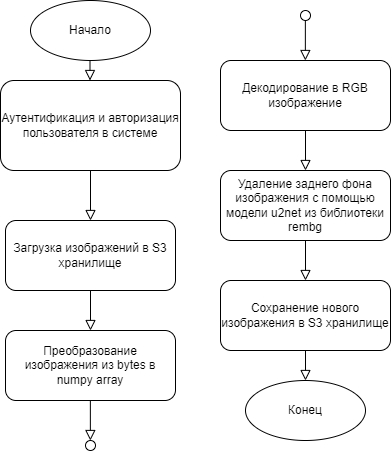 Начало
Аутентификация и авторизация
пользователя в системе
Загрузка изображений в S3
хранилище
Преобразование
изображения из bytes в
numpy array
Декодирование в RGB
изображение
Удаление заднего фона
изображения с помощью
модели u2net из библиотеки
rembg
Сохранение нового
изображения в S3 хранилище
Конец